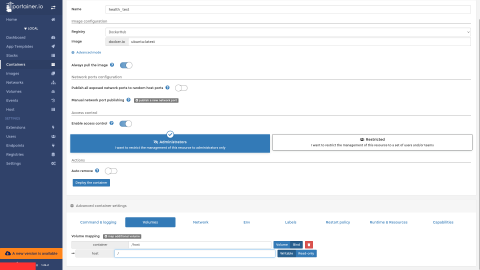 portainer.io
Home
LOCAL
Dashboard
App Templates
Stacks
Containers
Images
Networks
Volumes
Events
Host
SETTINGS
Extensions
Users
Endpoints
Registries
Settings
A new version is available
Name
health_test
Image configuration
Registry
DockerHub
Image
docker.io
ubuntu:latest
Advanced mode
Always pull the image
Network ports configuration
Publish all exposed network ports to random host ports
Manual network port publishing
publish a new network port
Access control
Enable access control
Administrators
I want to restrict the management of this resource to administrators only
Restricted
I want to restrict the management of this resource to a set of users and/or teams
Actions
Auto remove
Deploy the container
Advanced container settings
Command & logging
Volumes
Network
Env
Labels
Restart policy
Runtime & Resources
Capabilities
Volume mapping
map additional volume
container
Volume
Bind
host
/
Writable
Read-only